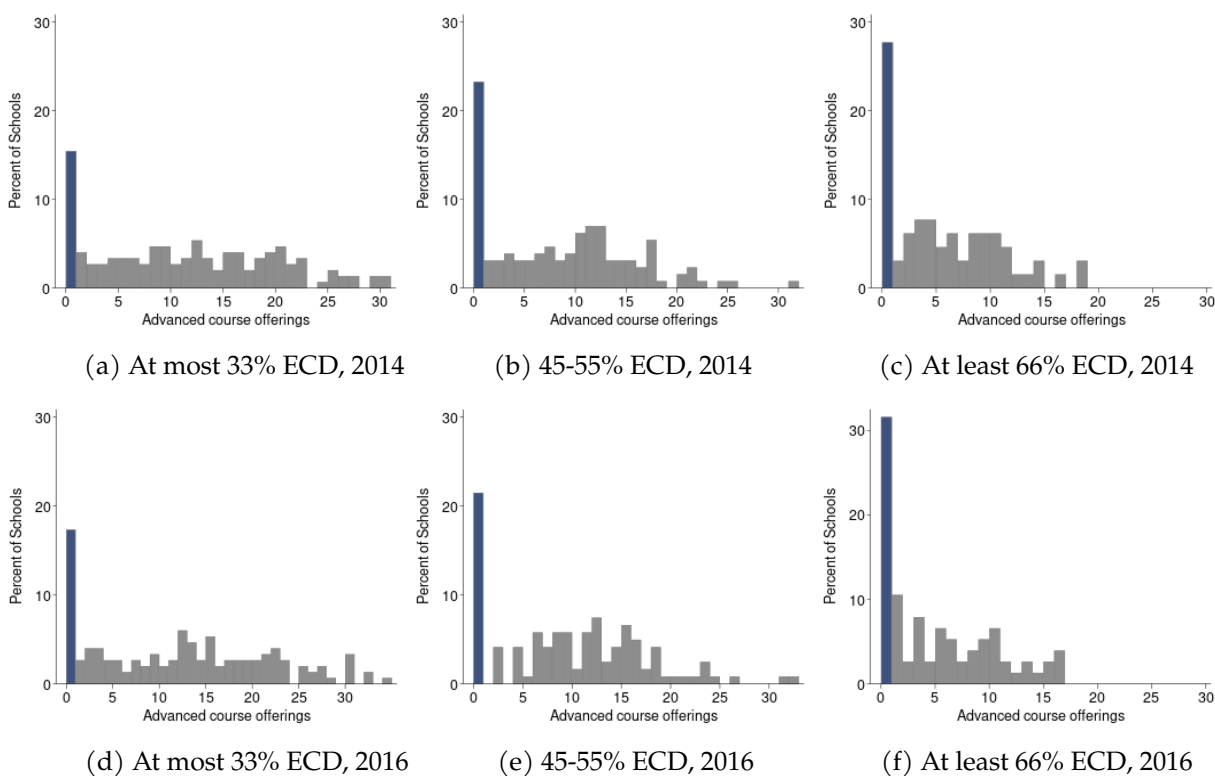 Percent of Schools
30
20
10
0
0 5 10 15 20 25 30
Advanced course offerings
(a) At most 33% ECD, 2014
Percent of Schools
30
20
10
0
0 5 10 15 20 25 30
Advanced course offerings
(b) 45-55% ECD, 2014
Percent of Schools
30
20
10
0
0 5 10 15 20 25 30
Advanced course offerings
(c) At least 66% ECD, 2014
Percent of Schools
30
20
10
0
0 5 10 15 20 25 30
Advanced course offerings
(d) At most 33% ECD, 2016
Percent of Schools
30
20
10
0
0 5 10 15 20 25 30
Advanced course offerings
(e) 45-55% ECD, 2016
Percent of Schools
30
20
10
0
0 5 10 15 20 25 30
Advanced course offerings
(f) At least 66% ECD, 2016